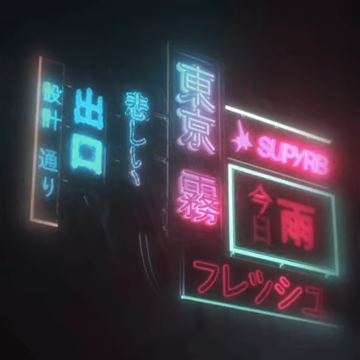 設計通り
出口
悲しい
東京
霧
SUPYRB
今日
雨
フレッシュ